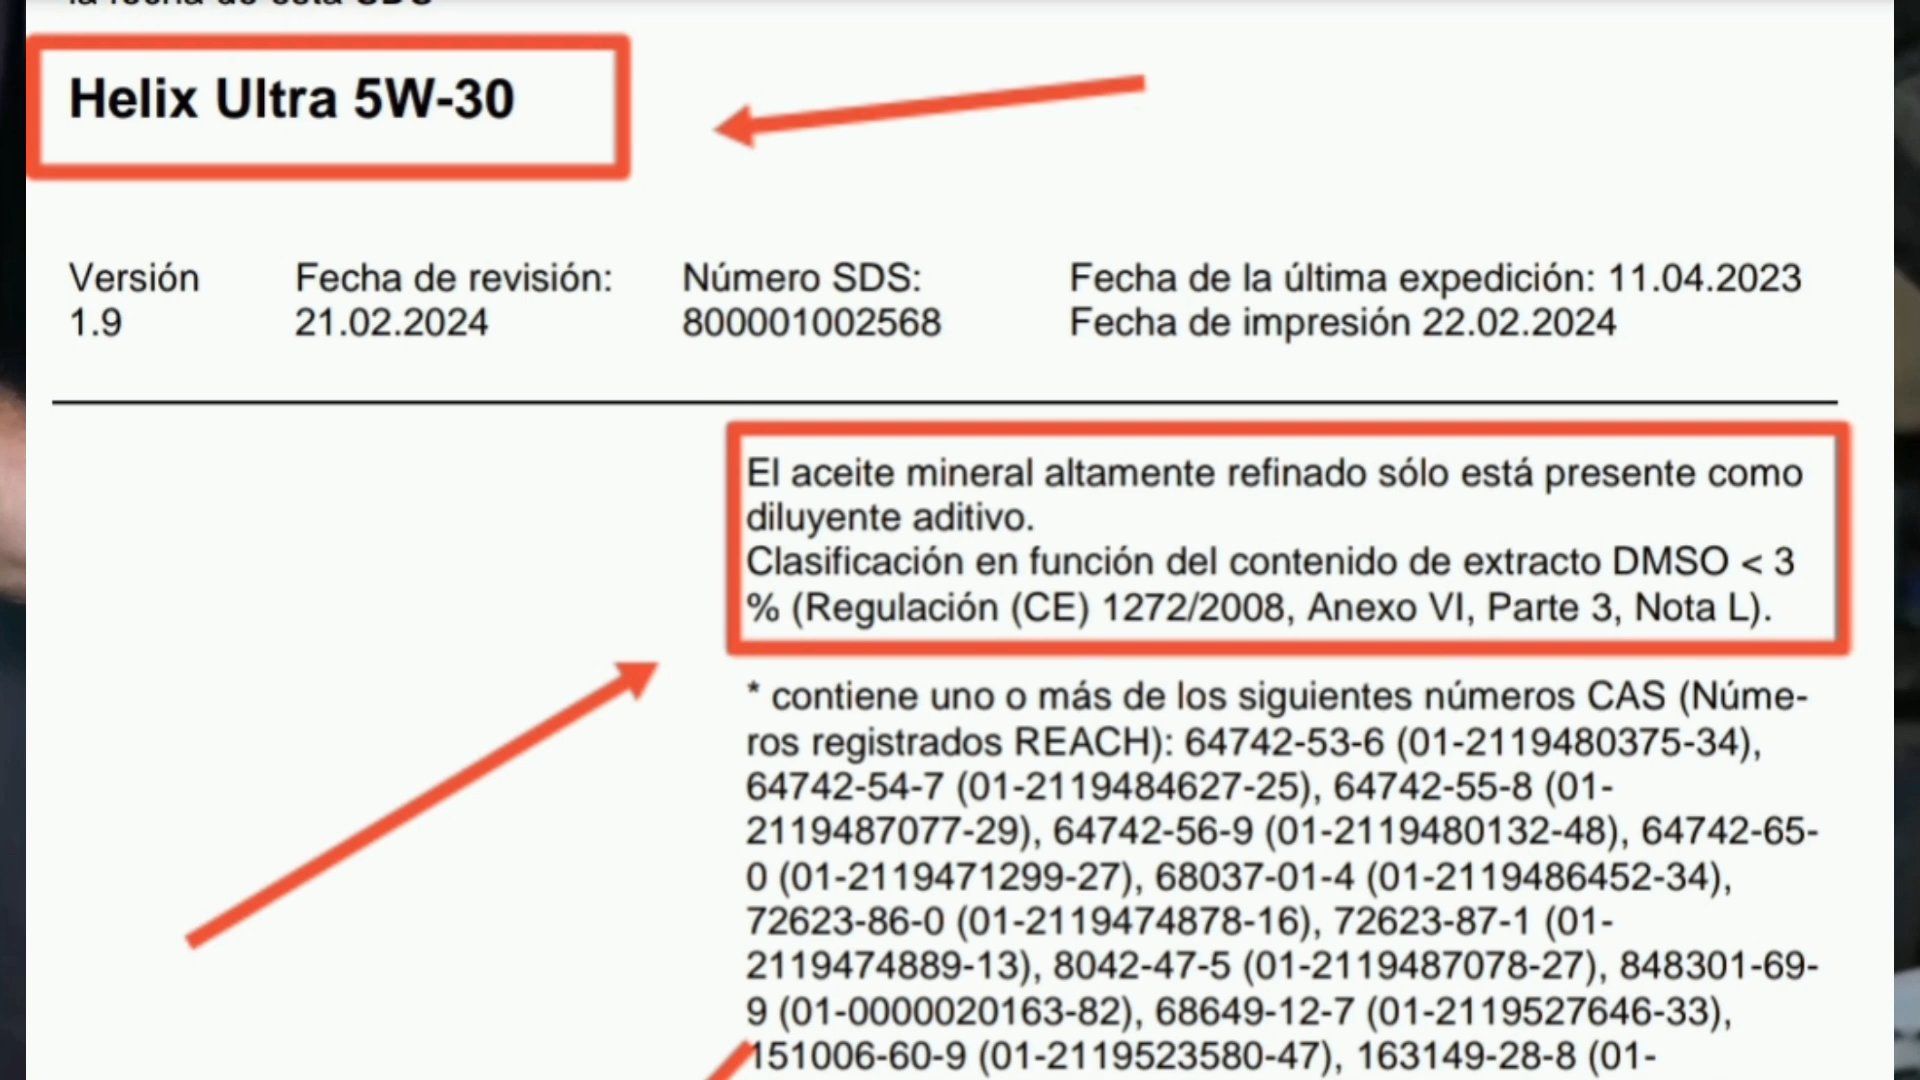 la fecha de esta SDS
Helix Ultra 5W-30
Versión
1.9
Fecha de revisión:
21.02.2024
Número SDS:
800001002568
Fecha de la última expedición: 11.04.2023
Fecha de impresión 22.02.2024
El aceite mineral altamente refinado sólo está presente como
diluyente aditivo.
Clasificación en función del contenido de extracto DMSO < 3
% (Regulación (CE) 1272/2008, Anexo VI, Parte 3, Nota L).
* contiene uno o más de los siguientes números CAS (Núme-
ros registrados REACH): 64742-53-6 (01-2119480375-34),
64742-54-7 (01-2119484627-25), 64742-55-8 (01-
2119487077-29), 64742-56-9 (01-2119480132-48), 64742-65-
0 (01-2119471299-27), 68037-01-4 (01-2119486452-34),
72623-86-0 (01-2119474878-16), 72623-87-1 (01-
2119474889-13), 8042-47-5 (01-2119487078-27), 848301-69-
9 (01-0000020163-82), 68649-12-7 (01-2119527646-33),
151006-60-9 (01-2119523580-47), 163149-28-8 (01-